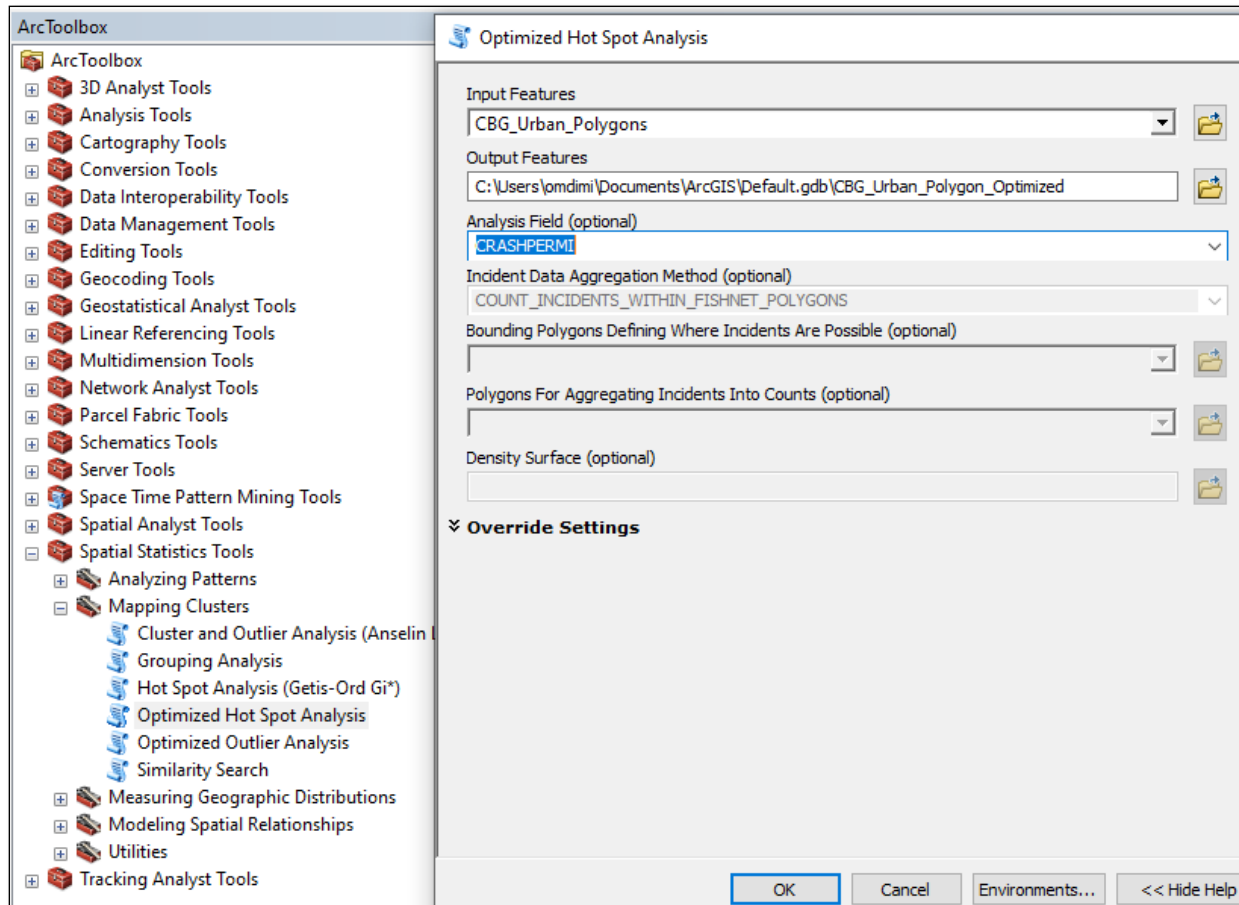 ArcToolbox
ArcToolbox
3D Analyst Tools
Analysis Tools
Cartography Tools
Conversion Tools
Data Interoperability Tools
Data Management Tools
Editing Tools
Geocoding Tools
Geostatistical Analyst Tools
Linear Referencing Tools
Multidimension Tools
Network Analyst Tools
Parcel Fabric Tools
Schematics Tools
Server Tools
Space Time Pattern Mining Tools
Spatial Analyst Tools
Spatial Statistics Tools
Analyzing Patterns
Mapping Clusters
Cluster and Outlier Analysis (Anselin
Grouping Analysis
Hot Spot Analysis (Getis-Ord Gi*)
Optimized Hot Spot Analysis
Optimized Outlier Analysis
Similarity Search
Measuring Geographic Distributions
Modeling Spatial Relationships
Utilities
Tracking Analyst Tools
Optimized Hot Spot Analysis
Input Features
CBG_Urban_Polygons
Output Features
C:\Users\omdimi\Documents\ArcGIS\Default.gdb\CBG_Urban_Polygon_Optimized
Analysis Field (optional)
CRASHPERMI
Incident Data Aggregation Method (optional)
COUNT_INCIDENTS_WITHIN_FISHNET_POLYGONS
Bounding Polygons Defining Where Incidents Are Possible (optional)
Polygons For Aggregating Incidents Into Counts (optional)
Density Surface (optional)
Override Settings
OK
Cancel
Environments...
<< Hide Help